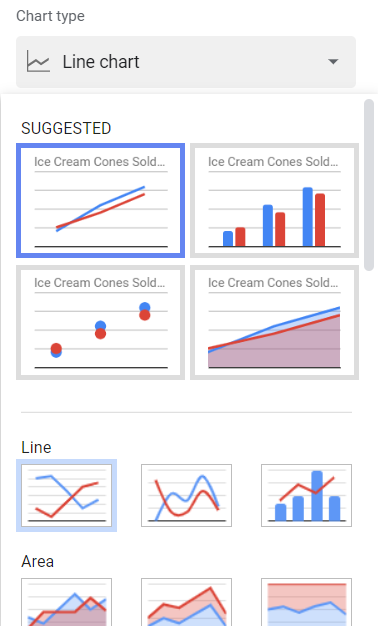 Chart type
Line chart
SUGGESTED
Ice Cream Cones Sold...
Ice Cream Cones Sold...
Ice Cream Cones Sold...
Ice Cream Cones Sold...
Line
Area